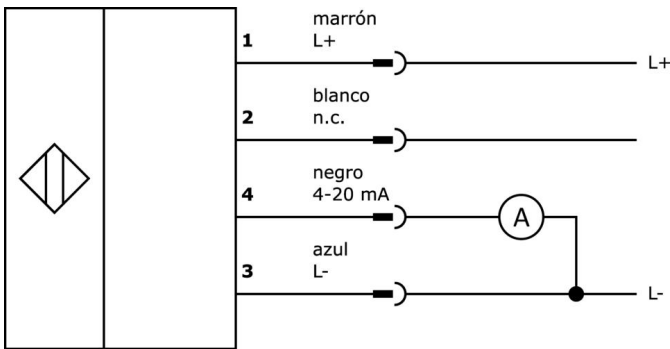 marrón
1 L+
L+
blanco
2 n.c.
negro
4 4-20 mA
A
azul
3 L-
L-